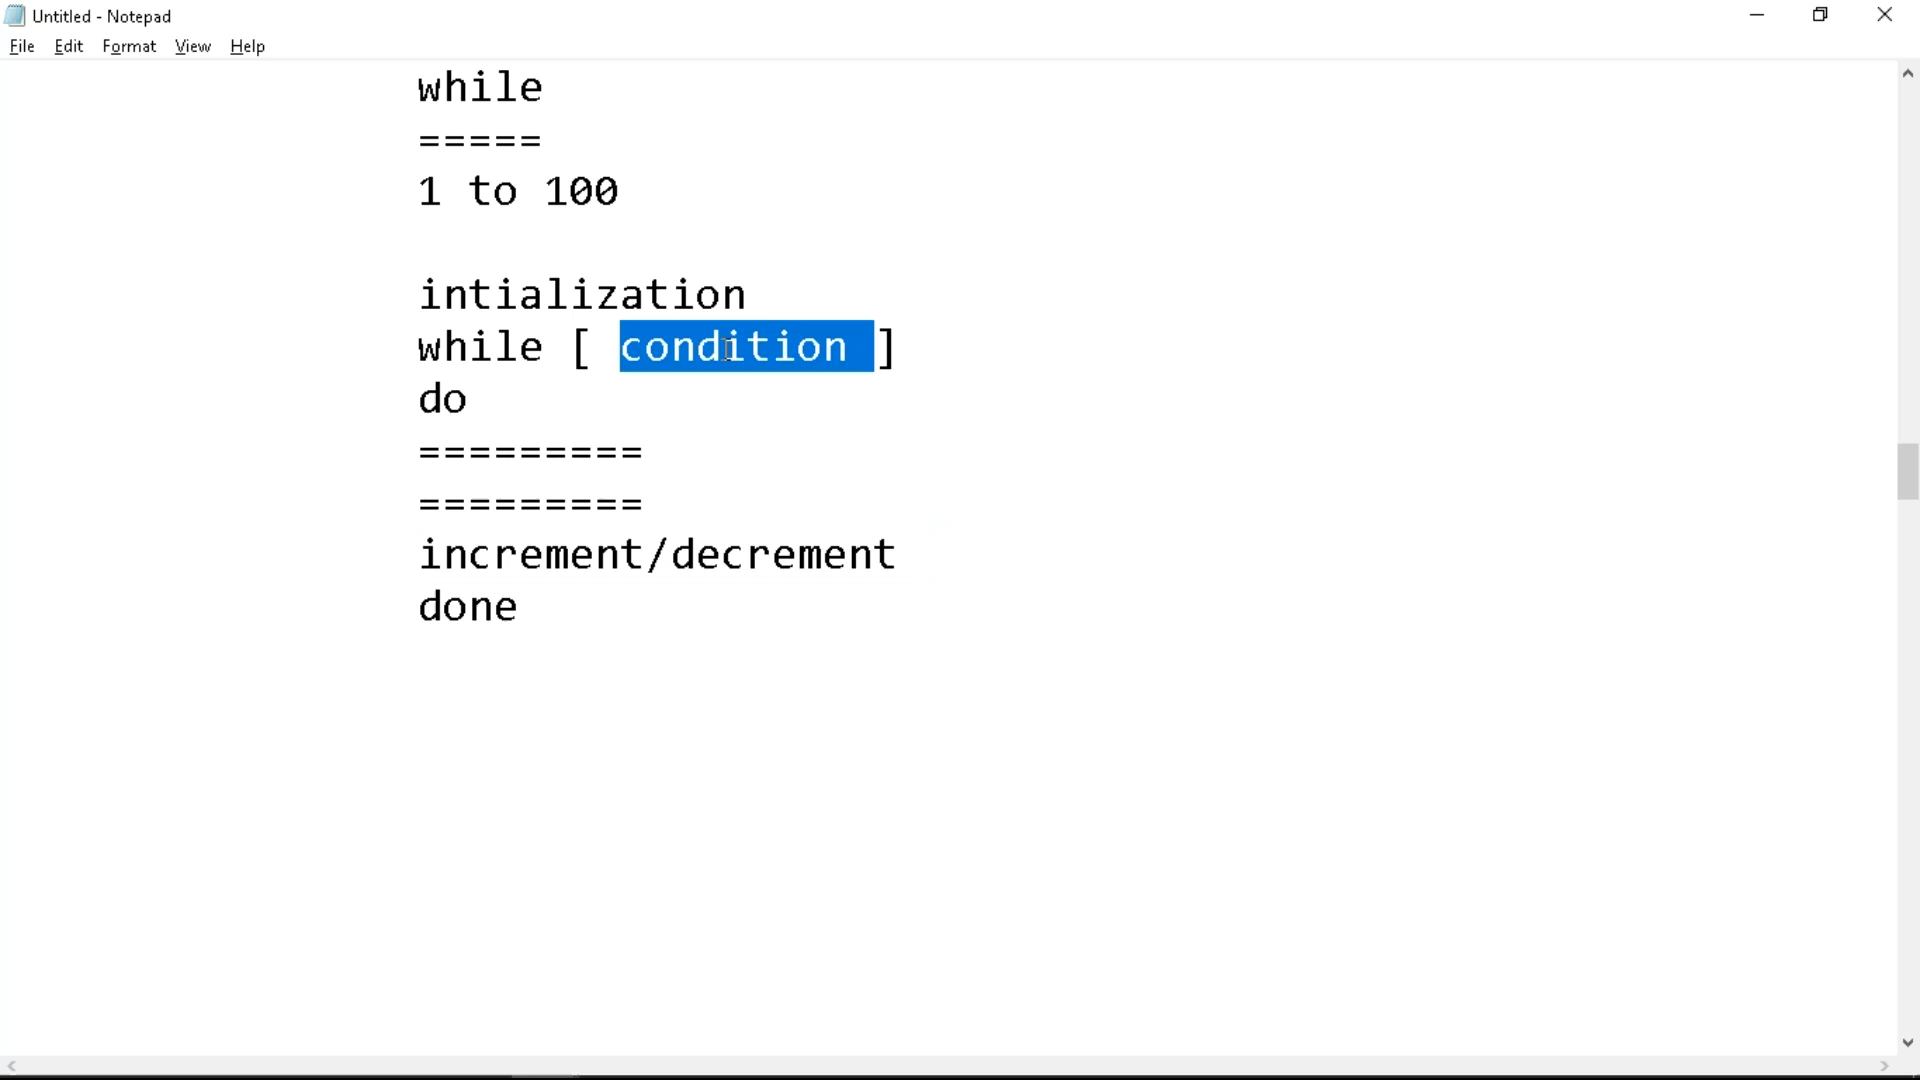 Untitled - Notepad
File Edit Format View Help
while
=====
1 to 100
intialization
while [ condition ]
do
=========
=========
increment/decrement
done